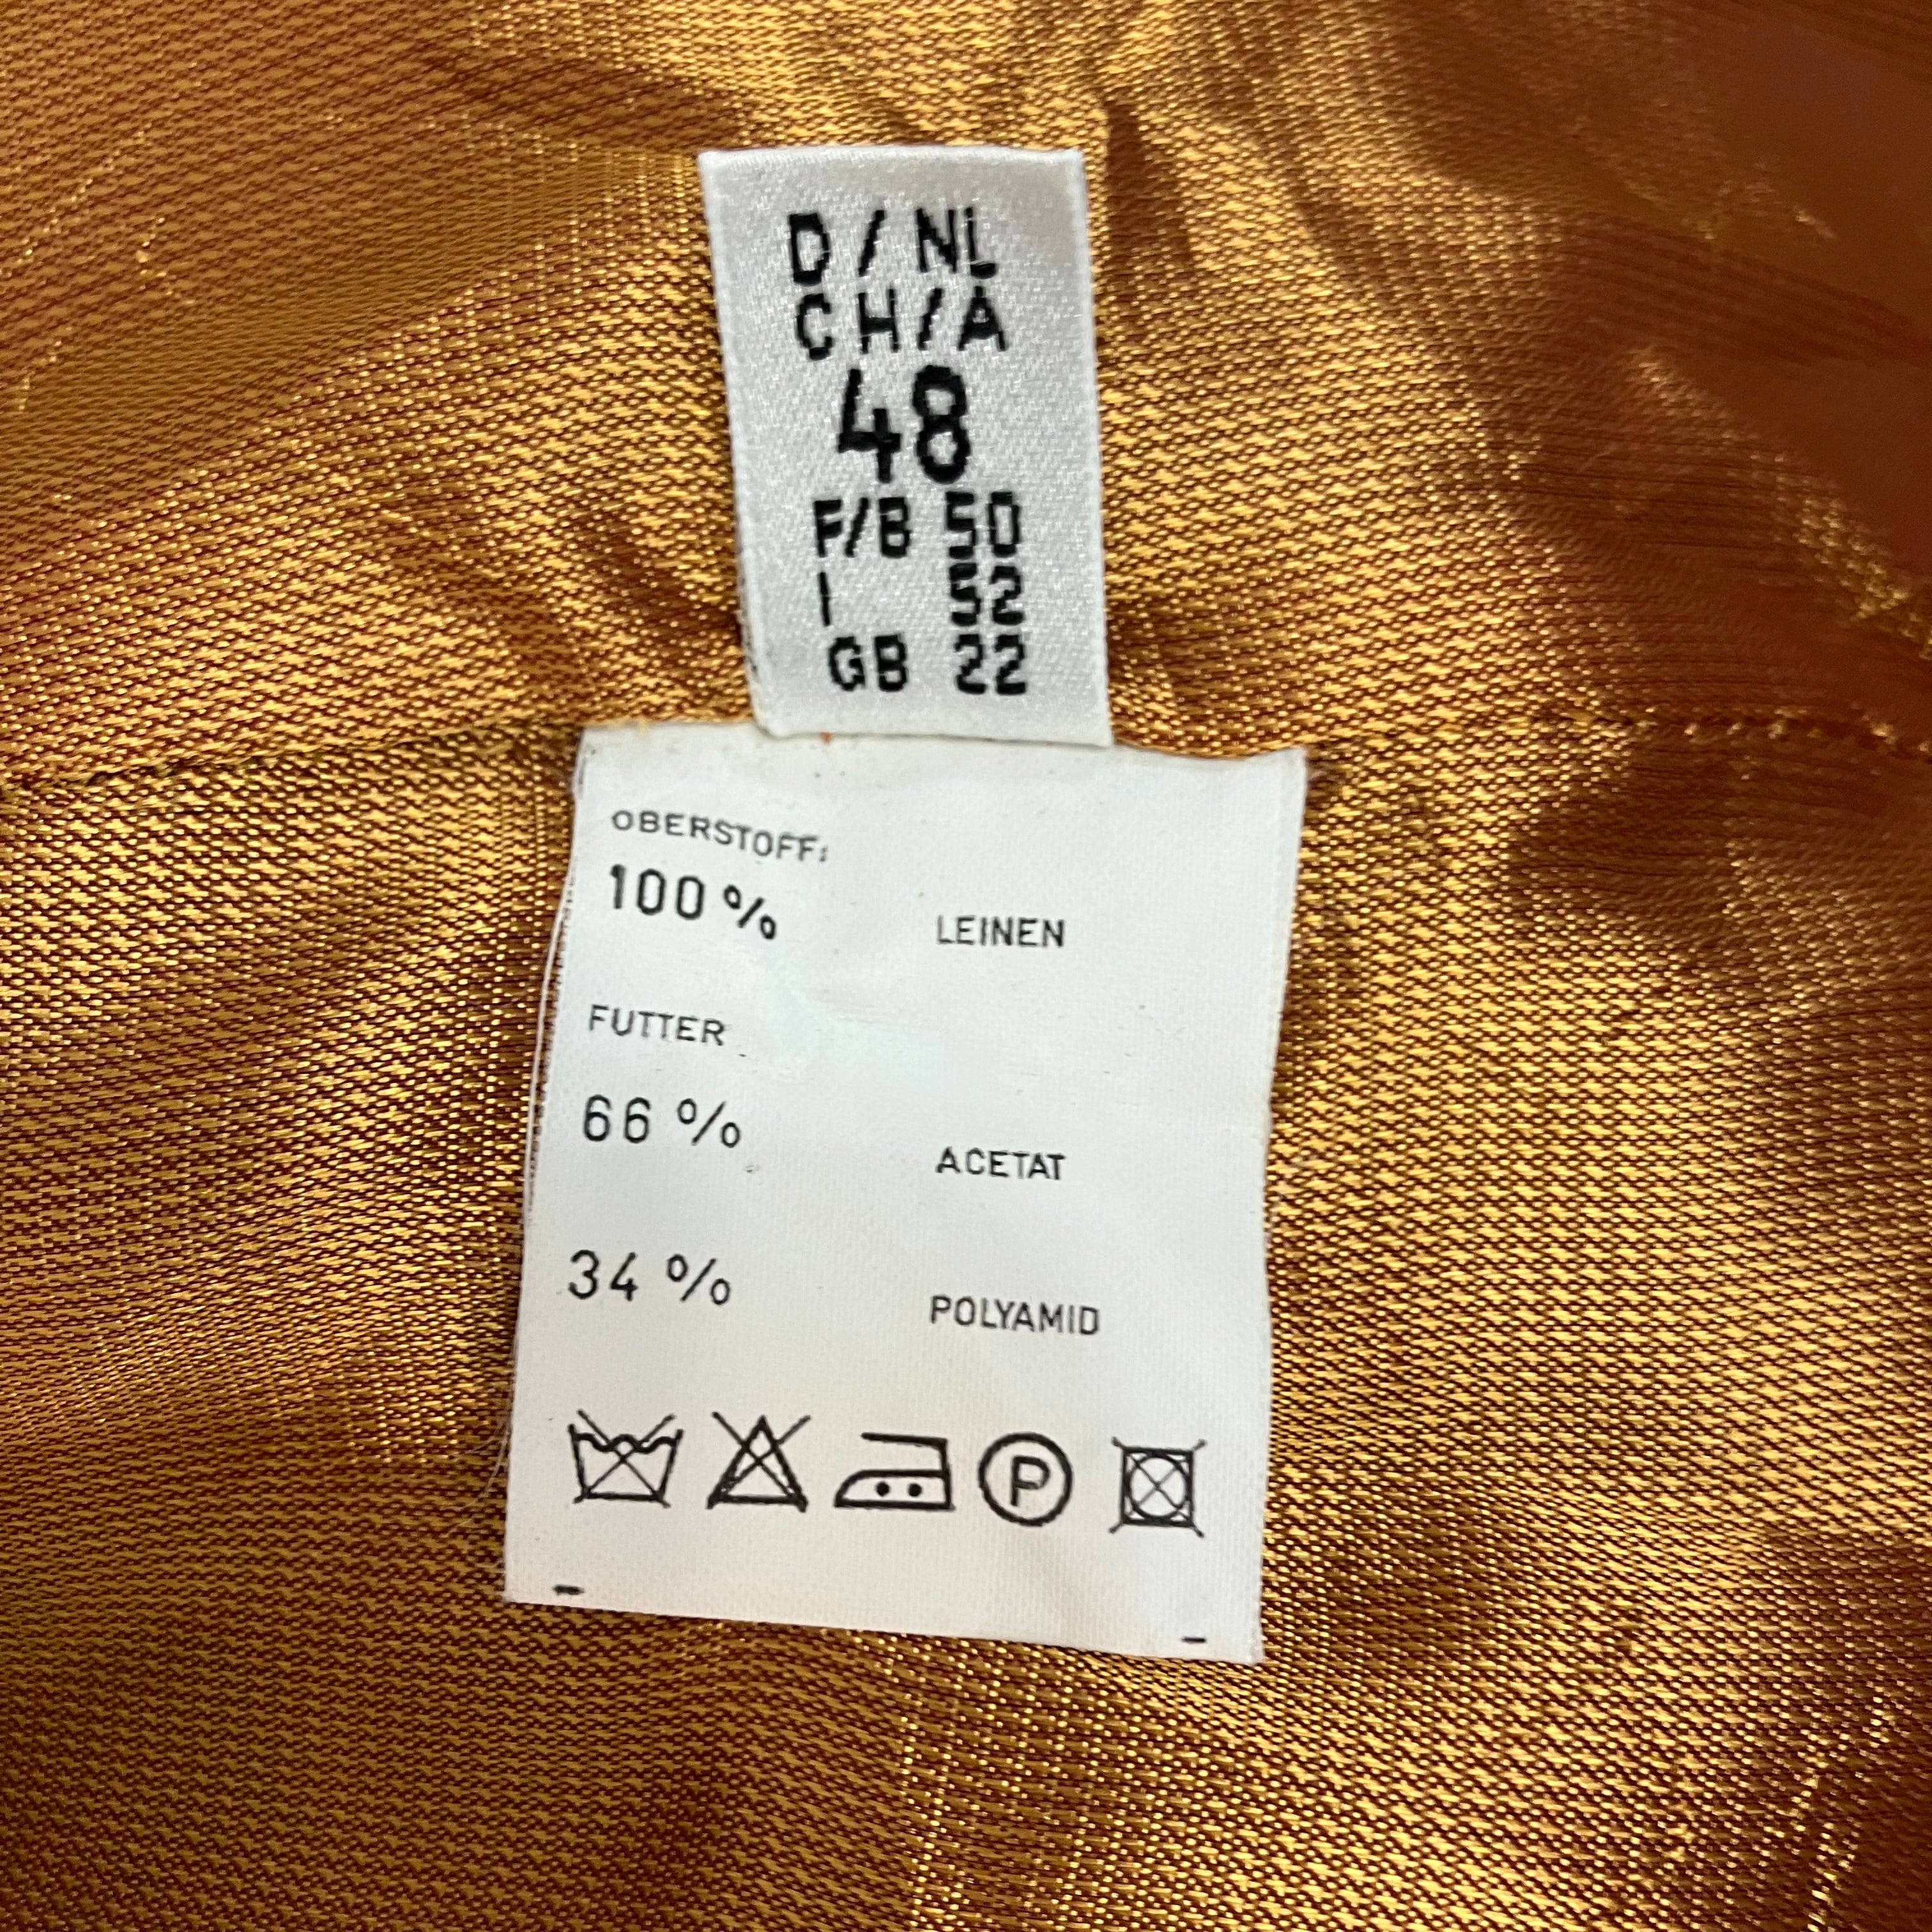 D / NL
CH/A
48
F/B 50
I 52
GB 22
OBERSTOFF:
100 % LEINEN
FUTTER
66 % ACETAT
34 % POLYAMID
P